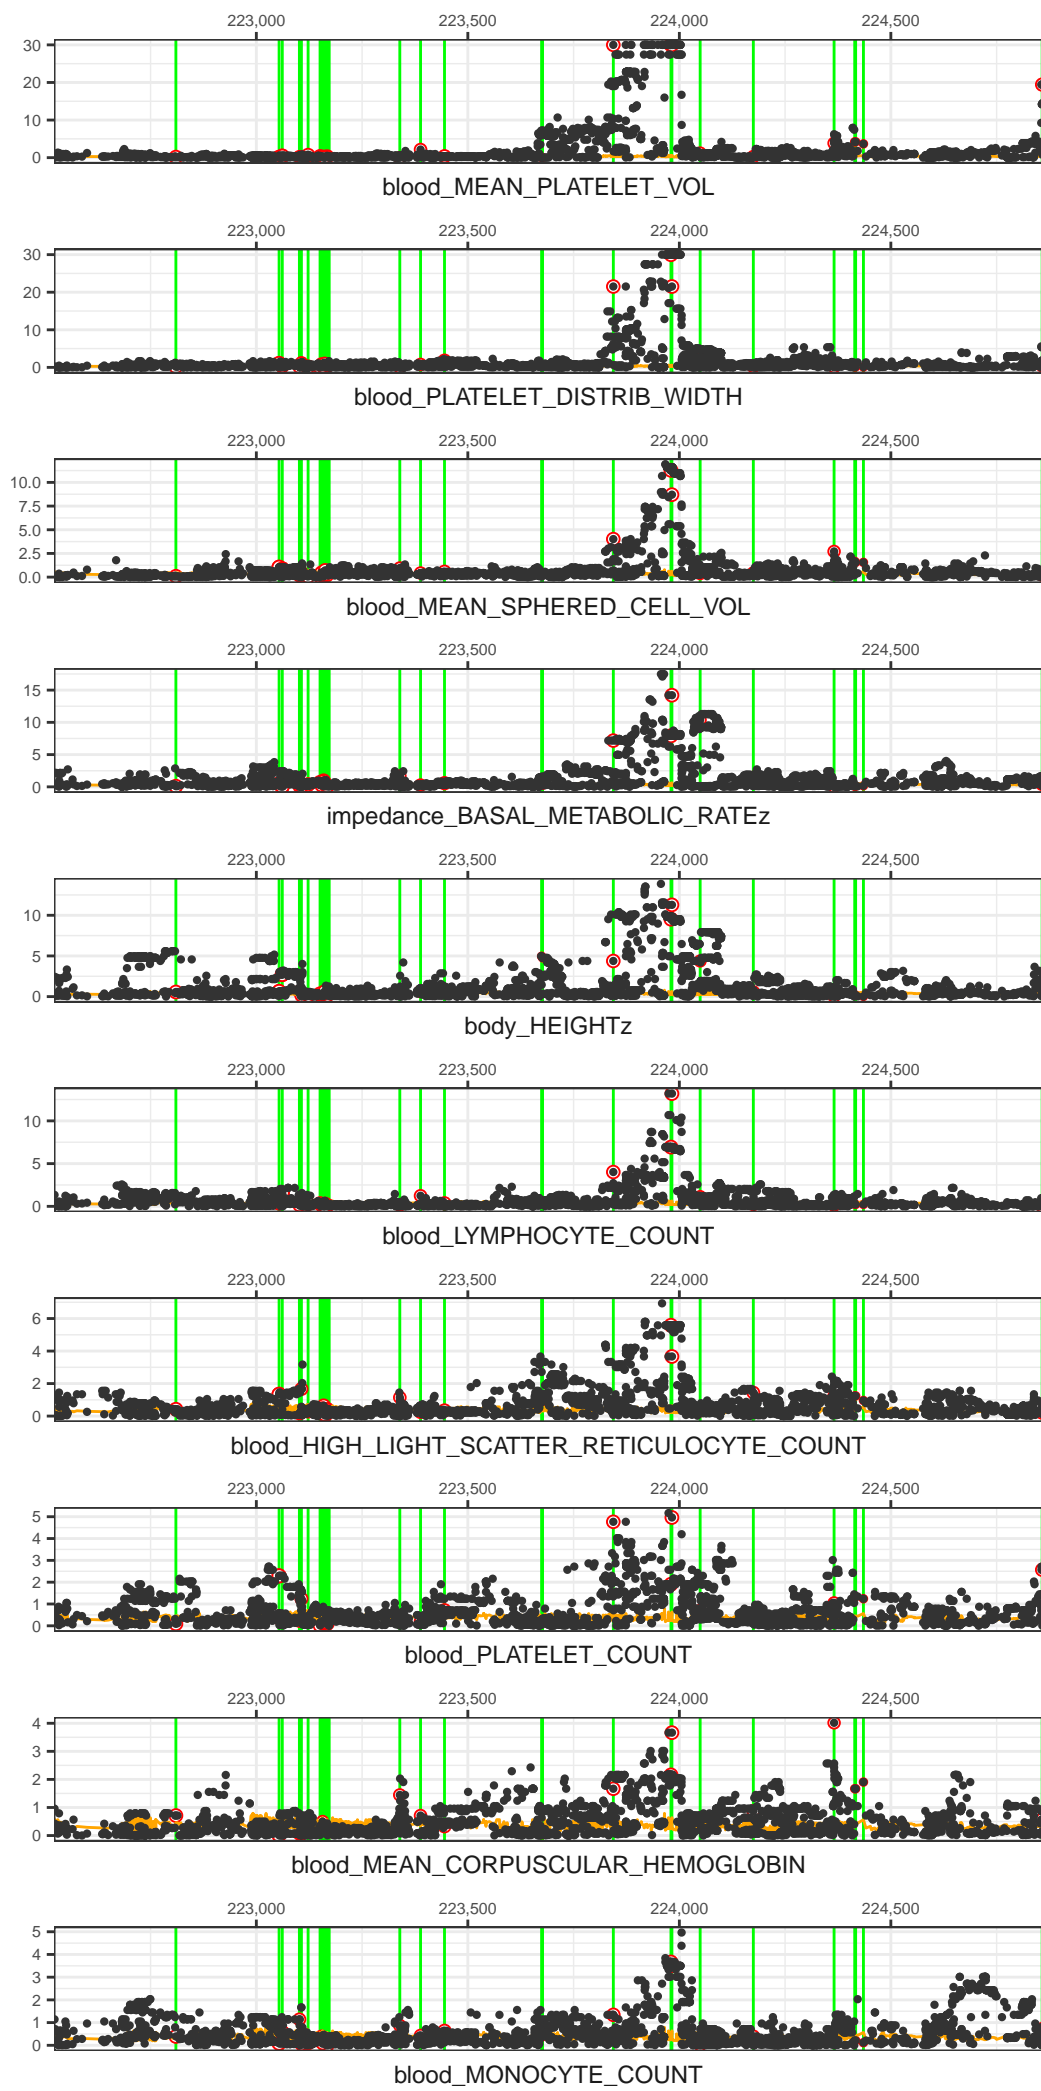 223,000 223,500 224,000 224,500
30
20
10
0
blood_MEAN_PLATELET_VOL
223,000 223,500 224,000 224,500
30
20
10
0
blood_PLATELET_DISTRIB_WIDTH
223,000 223,500 224,000 224,500
10.0
7.5
5.0
2.5
0.0
blood_MEAN_SPHERED_CELL_VOL
223,000 223,500 224,000 224,500
15
10
5
0
impedance_BASAL_METABOLIC_RATEz
223,000 223,500 224,000 224,500
10
5
0
body_HEIGHTz
223,000 223,500 224,000 224,500
10
5
0
blood_LYMPHOCYTE_COUNT
223,000 223,500 224,000 224,500
6
4
2
0
blood_HIGH_LIGHT_SCATTER_RETICULOCYTE_COUNT
223,000 223,500 224,000 224,500
5
4
3
2
1
0
blood_PLATELET_COUNT
223,000 223,500 224,000 224,500
4
3
2
1
0
blood_MEAN_CORPUSCULAR_HEMOGLOBIN
223,000 223,500 224,000 224,500
5
4
3
2
1
0
blood_MONOCYTE_COUNT